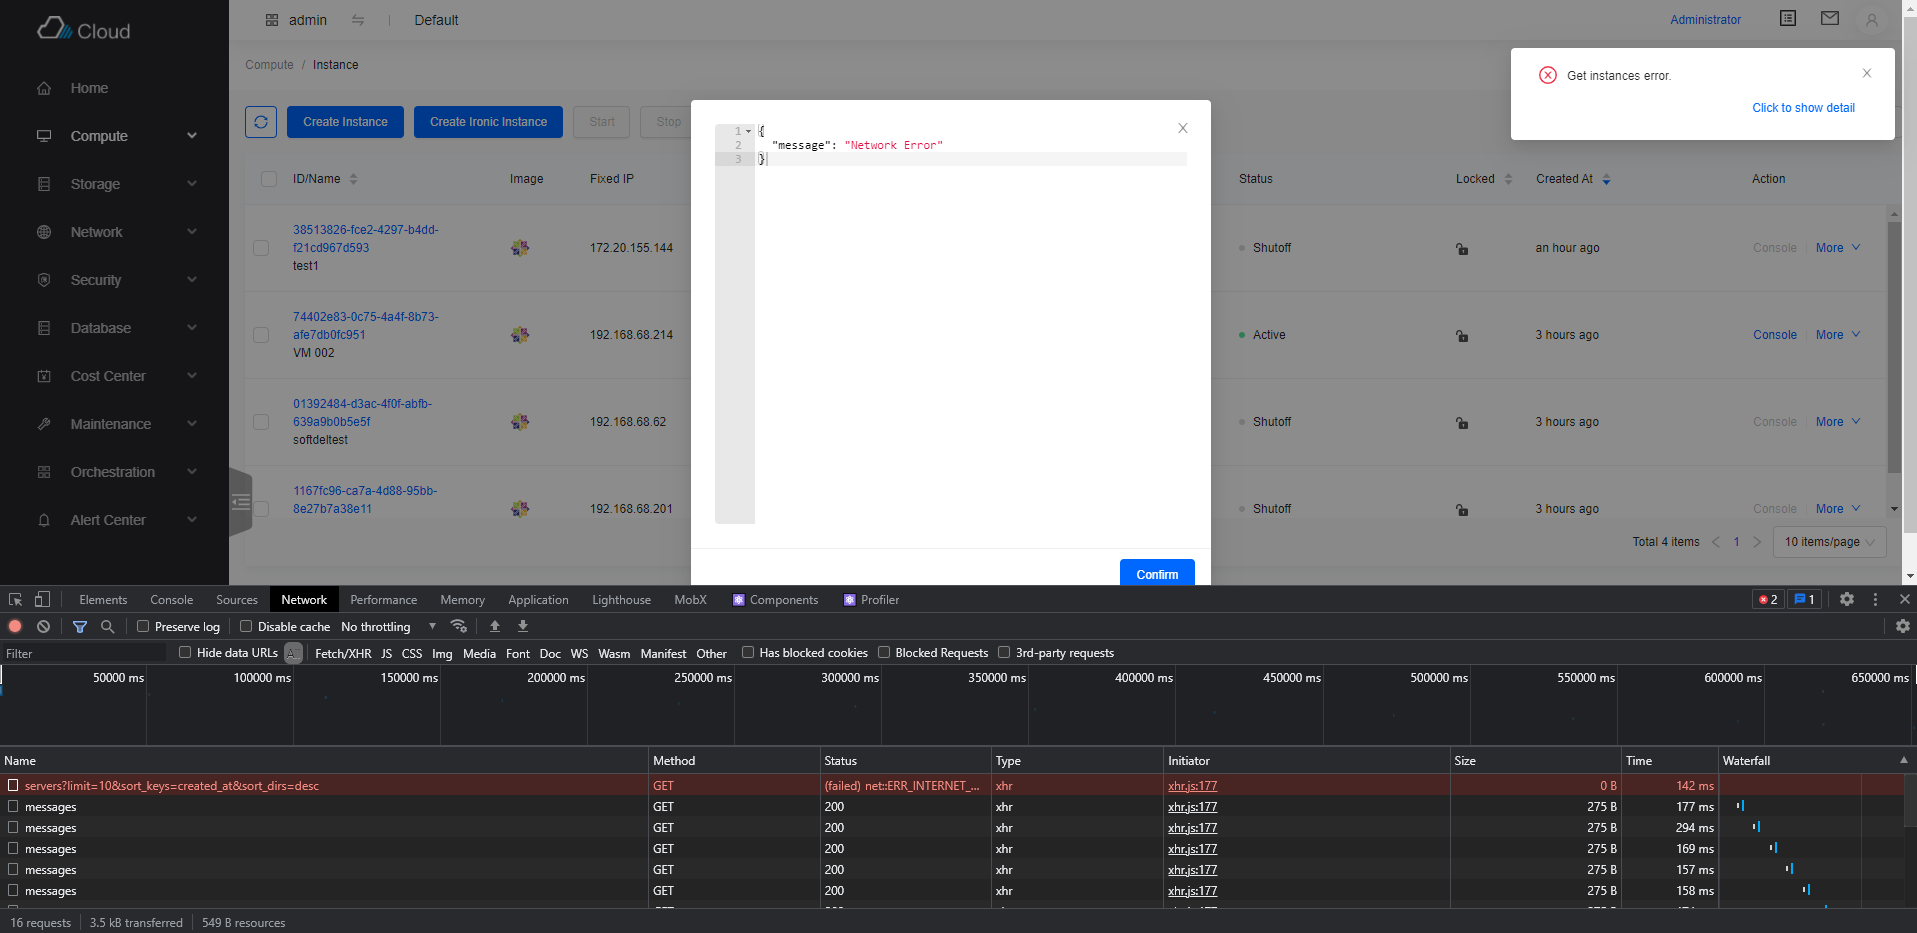 Cloud
admin
Default
Administrator
Home
Compute
Storage
Network
Security
Database
Cost Center
Maintenance
Orchestration
Alert Center
Compute / Instance
Get instances error.
Click to show detail
Create Instance
Create Ironic Instance
Start
Stop
1 {
2 "message": "Network Error"
3 }
Confirm
ID/Name Image Fixed IP Status Locked Created At Action
38513826-fce2-4297-b4dd-
f21cd967d593 172.20.155.144 Shutoff an hour ago Console More
test1
74402e83-0c75-4a4f-8b73-
afe7db0fc951 192.168.68.214 Active 3 hours ago Console More
VM 002
01392484-d3ac-4f0f-abfb-
639a9b0b5e5f 192.168.68.62 Shutoff 3 hours ago Console More
softdeltest
1167fc96-ca7a-4d88-95bb-
8e27b7a38e11 192.168.68.201 Shutoff 3 hours ago Console More
Total 4 items 1 10 items/page
Elements Console Sources Network Performance Memory Application Lighthouse MobX Components Profiler 2 1
Preserve log Disable cache No throttling
Filter Hide data URLs Fetch/XHR JS CSS Img Media Font Doc WS Wasm Manifest Other Has blocked cookies Blocked Requests 3rd-party requests
50000 ms 100000 ms 150000 ms 200000 ms 250000 ms 300000 ms 350000 ms 400000 ms 450000 ms 500000 ms 550000 ms 600000 ms 650000 ms
Name Method Status Type Initiator Size Time Waterfall
servers?limit=10&sort_keys=created_at&sort_dirs=desc GET (failed) net::ERR_INTERNET_... xhr xhr.js:177 0 B 142 ms
messages GET 200 xhr xhr.js:177 275 B 177 ms
messages GET 200 xhr xhr.js:177 275 B 294 ms
messages GET 200 xhr xhr.js:177 275 B 169 ms
messages GET 200 xhr xhr.js:177 275 B 157 ms
messages GET 200 xhr xhr.js:177 275 B 158 ms
16 requests 3.5 kB transferred 549 B resources